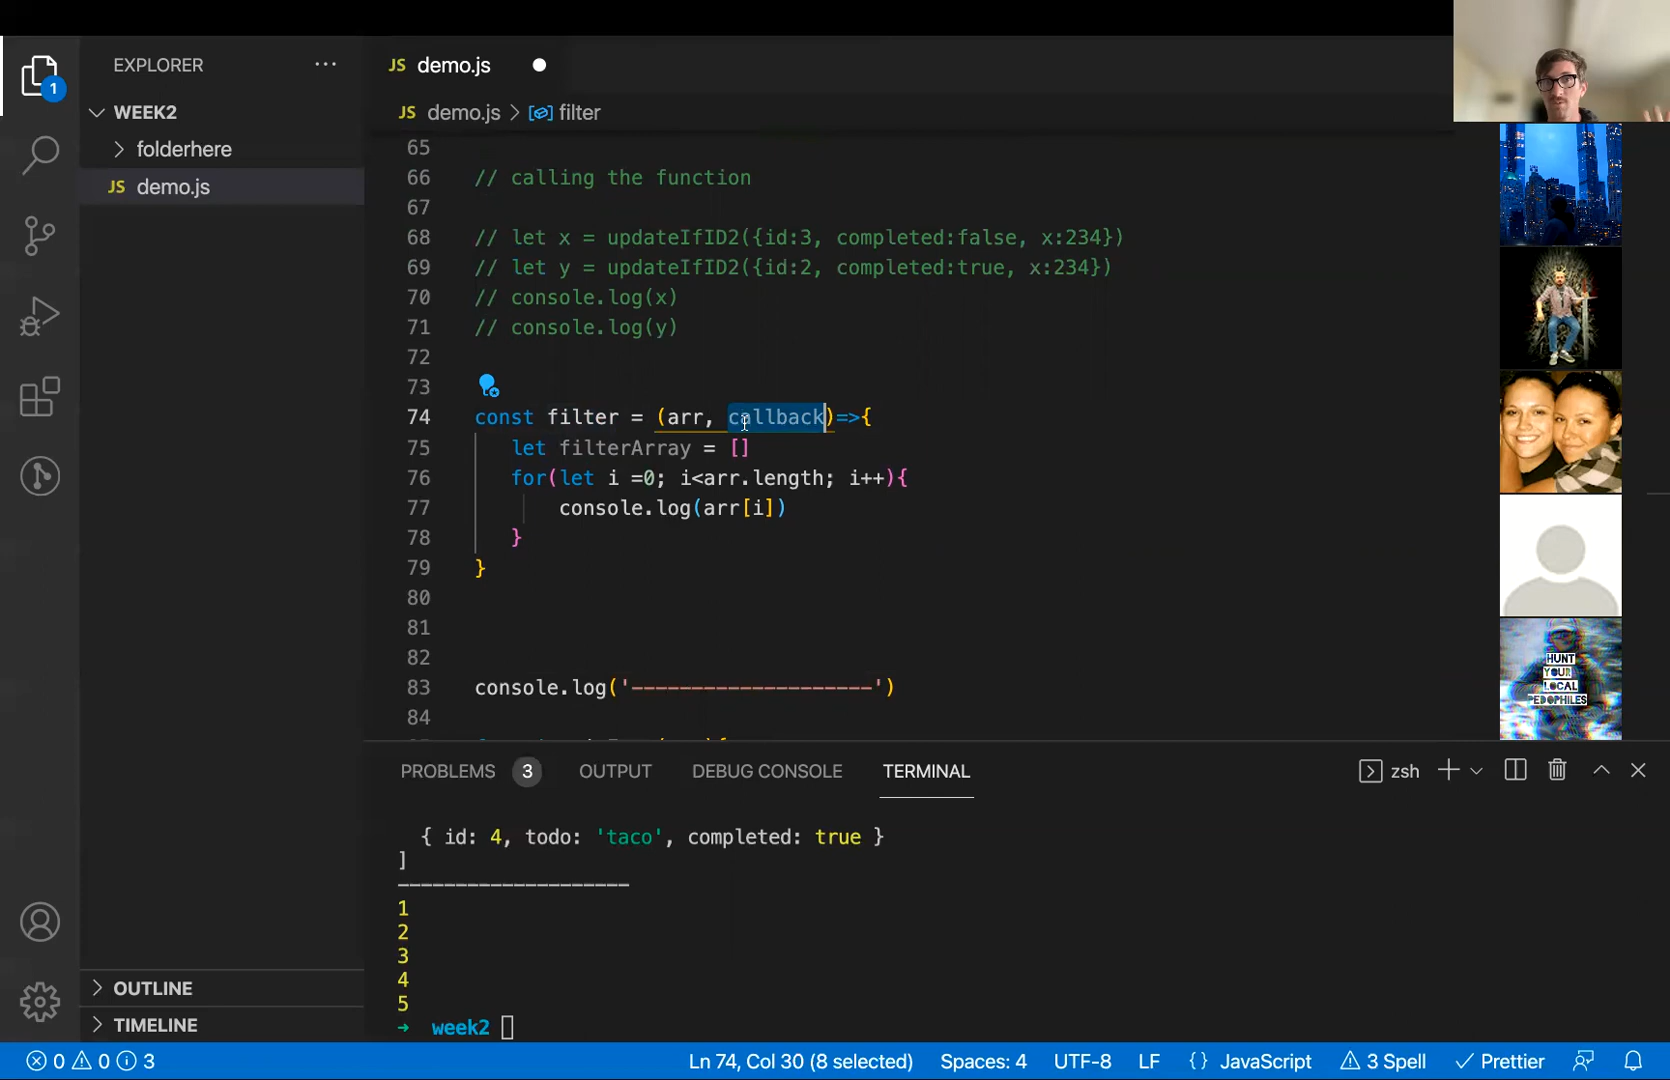 EXPLORER ···
JS demo.js
1
WEEK2
JS demo.js > filter
folderhere
JS demo.js
65
66 // calling the function
67
68 // let x = updateIfID2({id:3, completed:false, x:234})
69 // let y = updateIfID2({id:2, completed:true, x:234})
70 // console.log(x)
71 // console.log(y)
72
73
74 const filter = (arr, callback)=>{
75 let filterArray = []
76 for(let i =0; i<arr.length; i++){
77 console.log(arr[i])
78 }
79 }
80
81
82
83 console.log('--------------------')
84
HUNT
YOUR
LOCAL
PEDOPHILES
PROBLEMS 3 OUTPUT DEBUG CONSOLE TERMINAL zsh
{ id: 4, todo: 'taco', completed: true }
]
--------------------
1
2
3
4
5
→ week2
OUTLINE
TIMELINE
0 0 3 Ln 74, Col 30 (8 selected) Spaces: 4 UTF-8 LF {} JavaScript 3 Spell Prettier